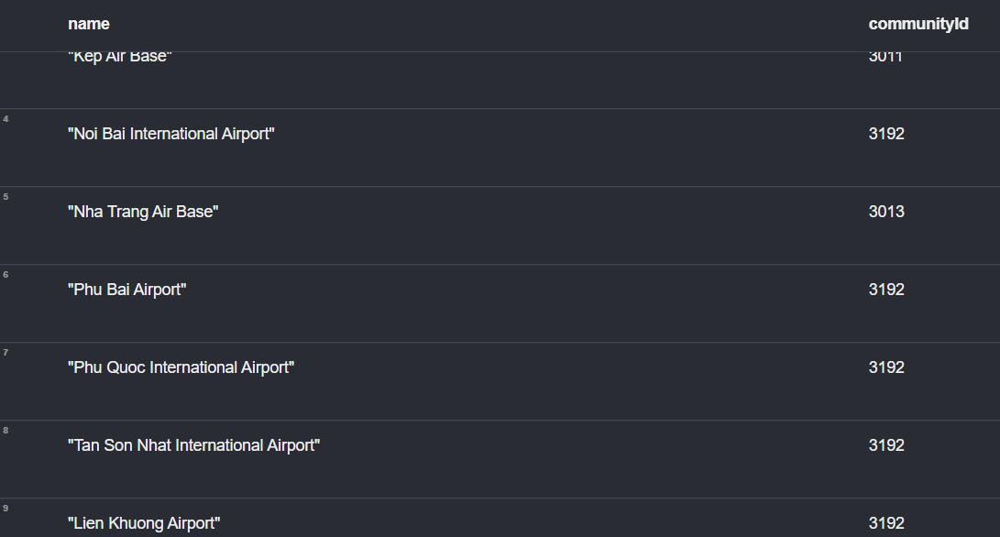 name communityId
"Kep Air Base" 3011
4
"Noi Bai International Airport" 3192
5
"Nha Trang Air Base" 3013
6
"Phu Bai Airport" 3192
7
"Phu Quoc International Airport" 3192
8
"Tan Son Nhat International Airport" 3192
9
"Lien Khuong Airport" 3192